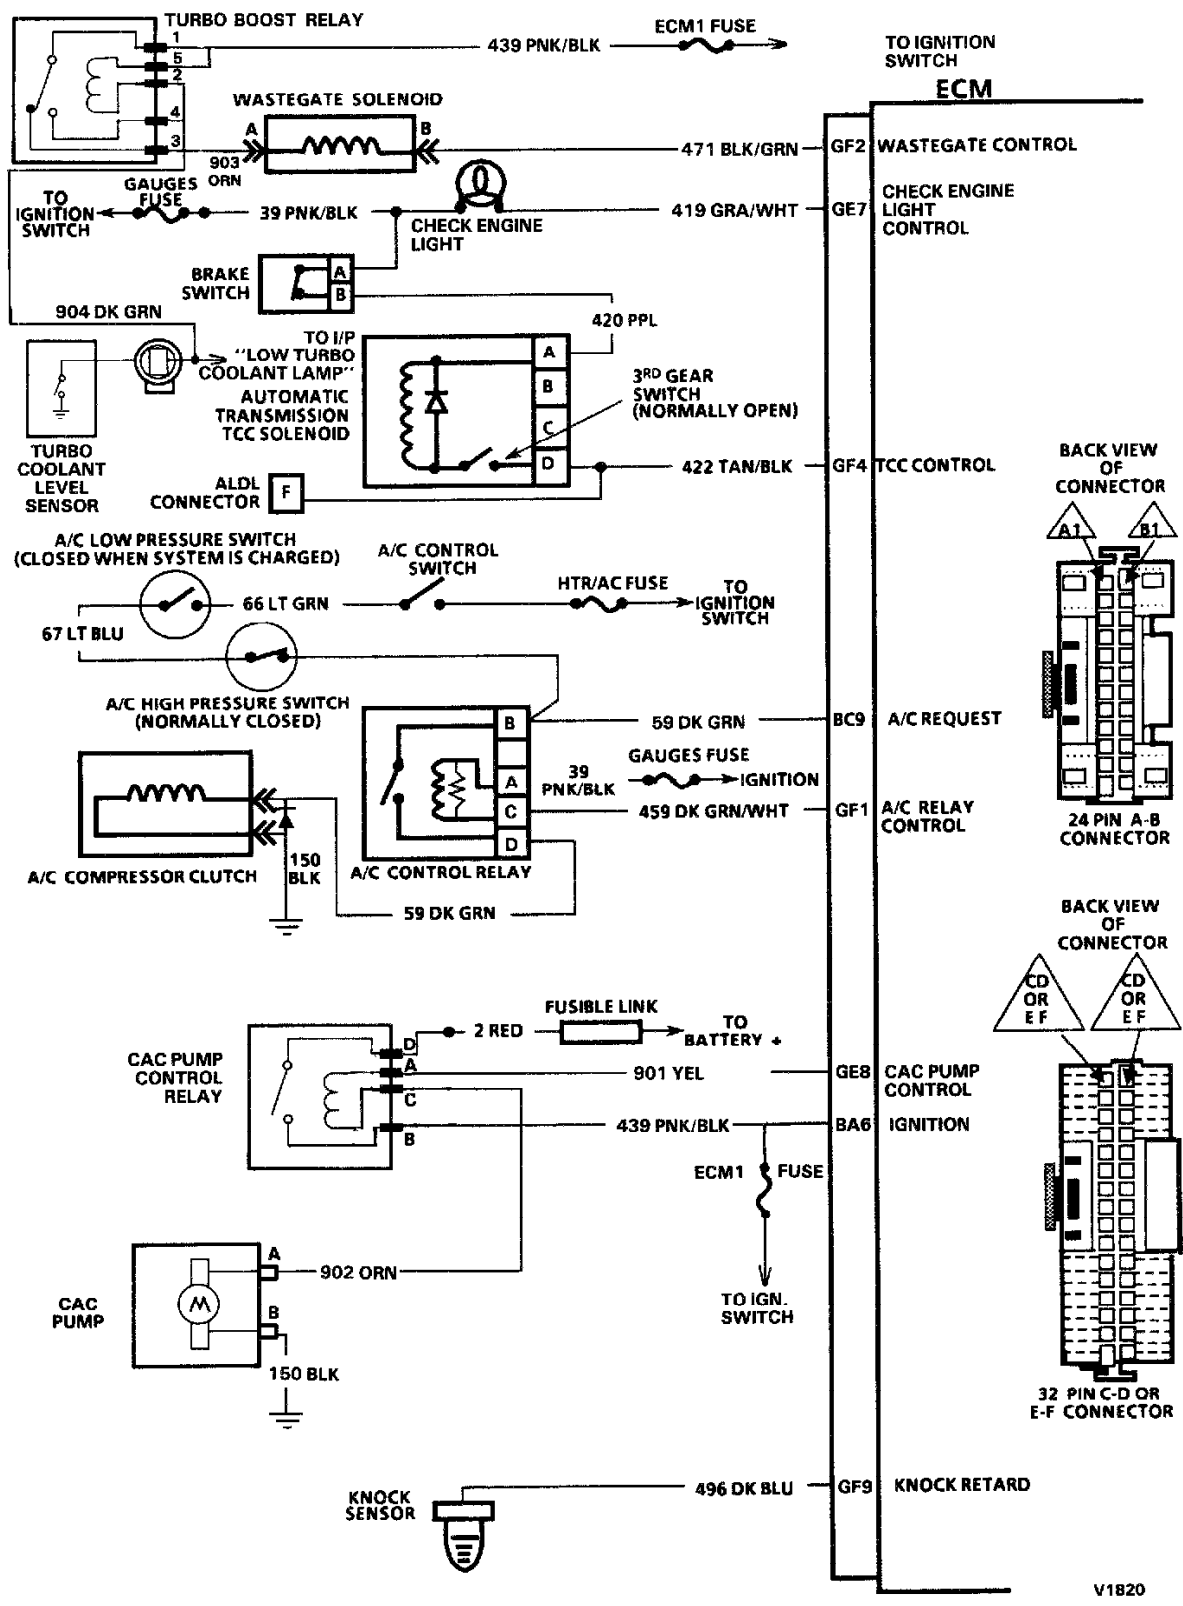 TURBO BOOST RELAY
1
5
2
4
3
439 PNK/BLK
ECM1 FUSE
TO IGNITION
SWITCH
ECM
WASTEGATE SOLENOID
A
B
903
ORN
471 BLK/GRN
GF2
WASTEGATE CONTROL
GAUGES
FUSE
TO
IGNITION
SWITCH
39 PNK/BLK
CHECK ENGINE
LIGHT
419 GRA/WHT
GE7
CHECK ENGINE
LIGHT
CONTROL
BRAKE
SWITCH
A
B
904 DK GRN
420 PPL
TO I/P
"LOW TURBO
COOLANT LAMP"
AUTOMATIC
TRANSMISSION
TCC SOLENOID
A
B
C
D
3RD GEAR
SWITCH
(NORMALLY OPEN)
TURBO
COOLANT
LEVEL
SENSOR
422 TAN/BLK
GF4
TCC CONTROL
ALDL
CONNECTOR
F
BACK VIEW
OF
CONNECTOR
A1
B1
24 PIN A-B
CONNECTOR
A/C LOW PRESSURE SWITCH
(CLOSED WHEN SYSTEM IS CHARGED)
A/C CONTROL
SWITCH
66 LT GRN
HTR/AC FUSE
TO
IGNITION
SWITCH
67 LT BLU
A/C HIGH PRESSURE SWITCH
(NORMALLY CLOSED)
B
A
C
D
59 DK GRN
BC9
A/C REQUEST
GAUGES FUSE
39
PNK/BLK
IGNITION
459 DK GRN/WHT
GF1
A/C RELAY
CONTROL
A/C COMPRESSOR CLUTCH
150
BLK
A/C CONTROL RELAY
59 DK GRN
BACK VIEW
OF
CONNECTOR
CD
OR
E F
CD
OR
E F
32 PIN C-D OR
E-F CONNECTOR
CAC PUMP
CONTROL
RELAY
D
A
C
B
2 RED
FUSIBLE LINK
TO
BATTERY +
901 YEL
GE8
CAC PUMP
CONTROL
439 PNK/BLK
BA6
IGNITION
ECM1 FUSE
TO IGN.
SWITCH
CAC
PUMP
M
A
B
902 ORN
150 BLK
KNOCK
SENSOR
496 DK BLU
GF9
KNOCK RETARD
V1820